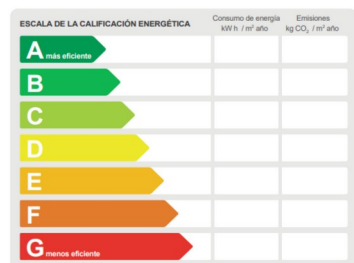 ESCALA DE LA CALIFICACIÓN ENERGÉTICA
Consumo de energía
kW h / m² año
Emisiones
kg CO₂ / m² año
A más eficiente
B
C
D
E
F
G menos eficiente